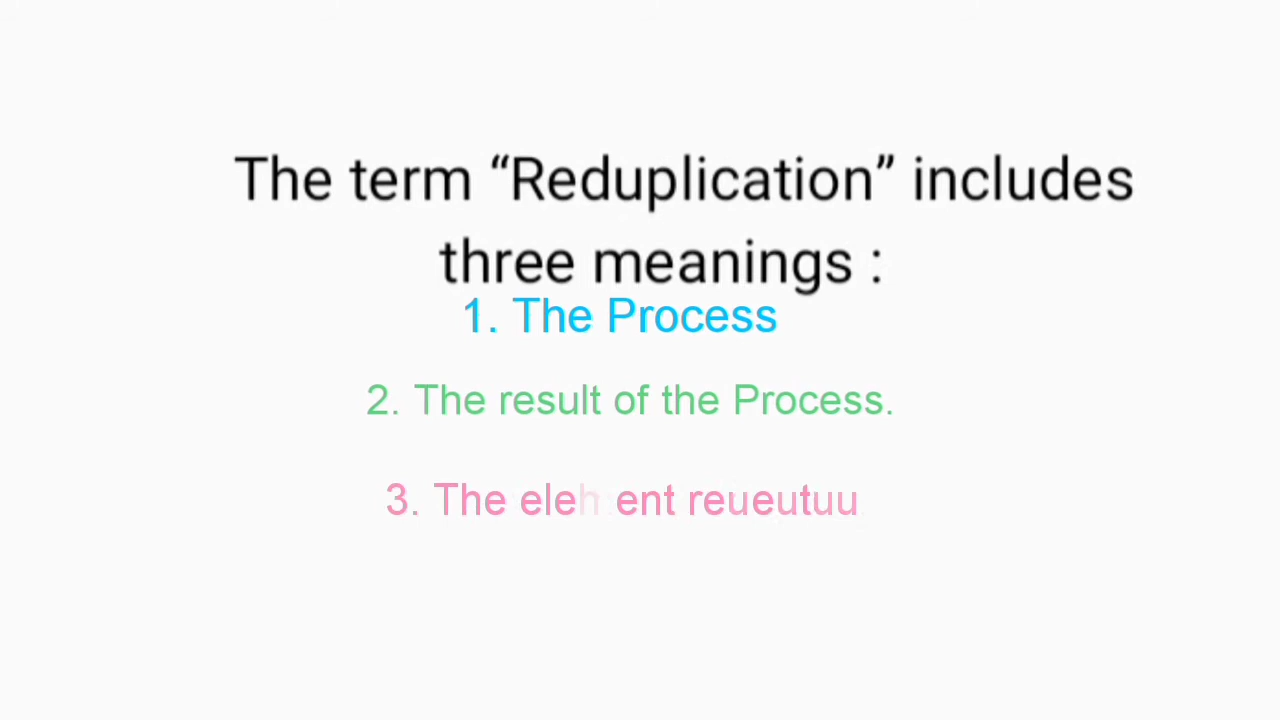 The term “Reduplication” includes
three meanings :
1. The Process
2. The result of the Process.
3. The